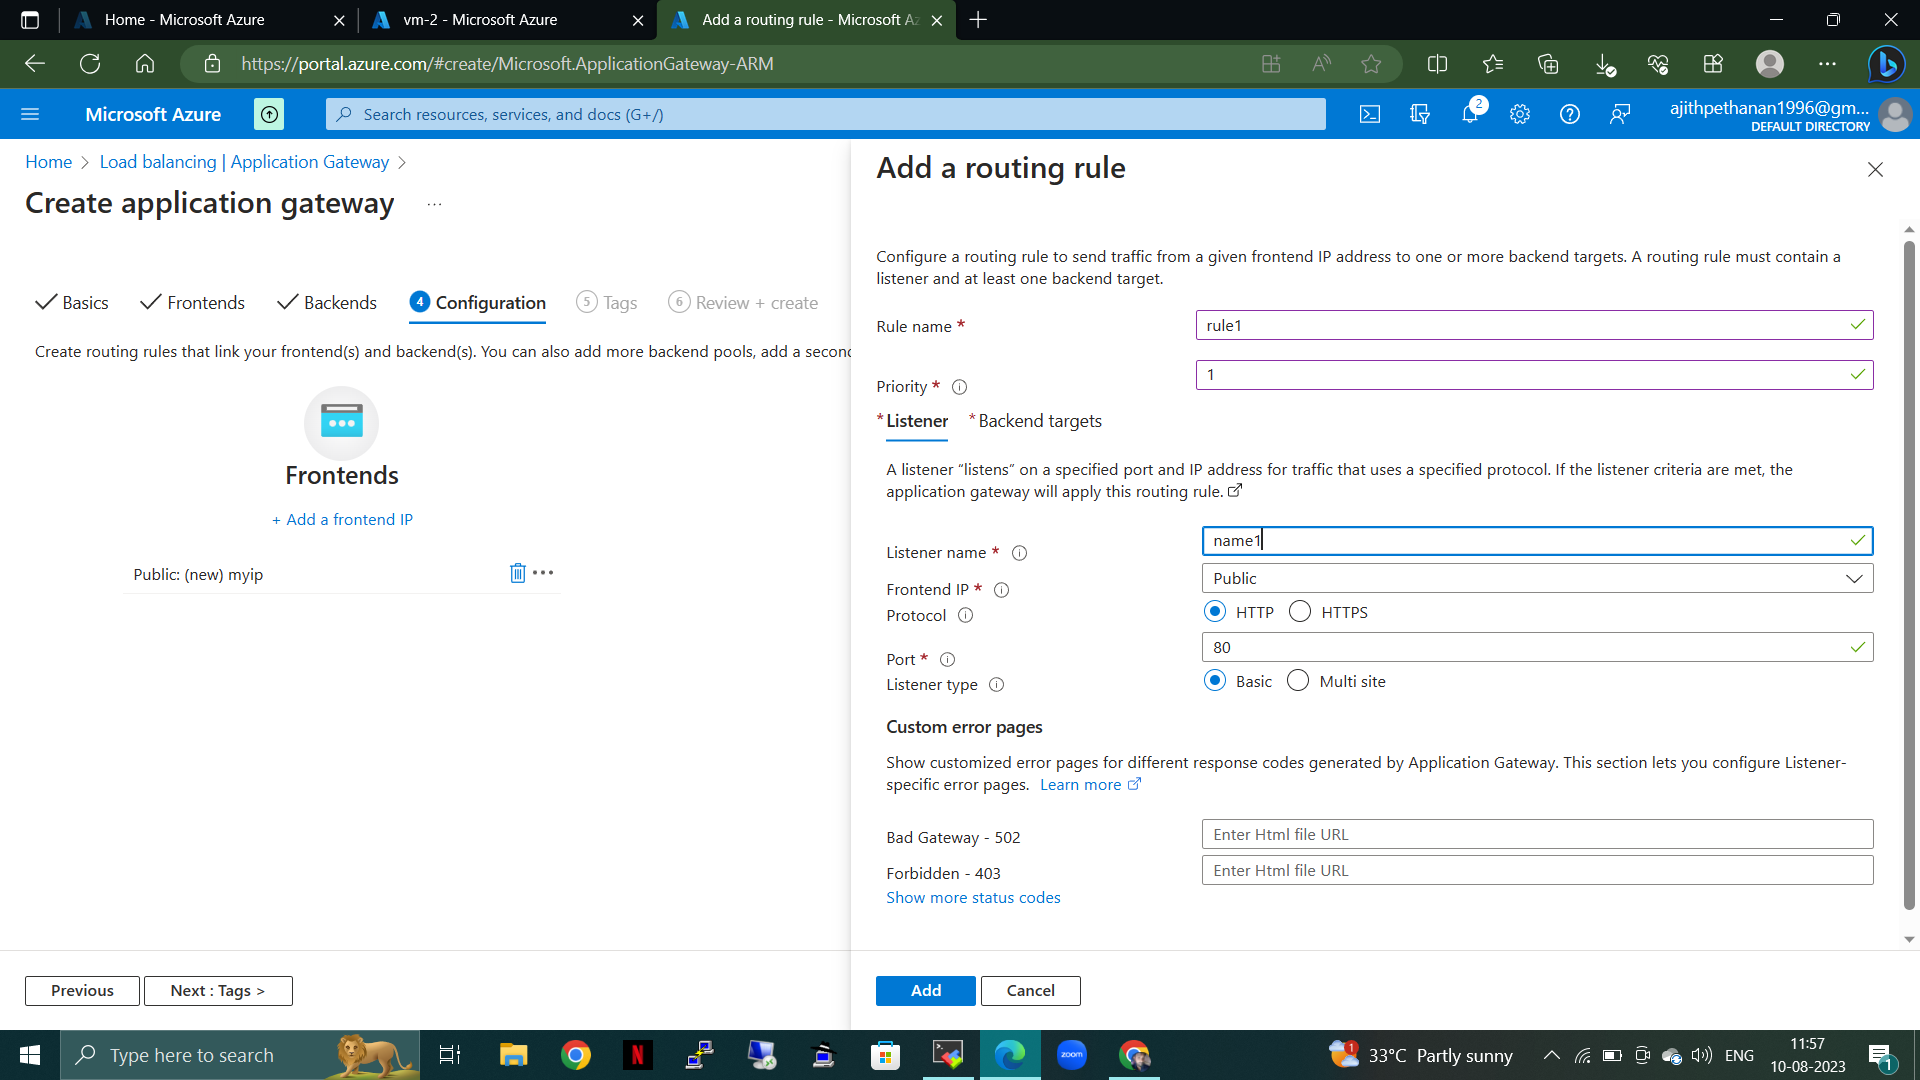 Home - Microsoft Azure
vm-2 - Microsoft Azure
Add a routing rule - Microsoft Az
https://portal.azure.com/#create/Microsoft.ApplicationGateway-ARM
Microsoft Azure
Search resources, services, and docs (G+/)
2
ajithpethanan1996@gm...
DEFAULT DIRECTORY
Home > Load balancing | Application Gateway >
Create application gateway
...
Basics
Frontends
Backends
4 Configuration
5 Tags
6 Review + create
Create routing rules that link your frontend(s) and backend(s). You can also add more backend pools, add a second
Frontends
+ Add a frontend IP
Public: (new) myip
Previous
Next : Tags >
Add a routing rule
Configure a routing rule to send traffic from a given frontend IP address to one or more backend targets. A routing rule must contain a
listener and at least one backend target.
Rule name *
rule1
Priority *
1
* Listener
* Backend targets
A listener “listens” on a specified port and IP address for traffic that uses a specified protocol. If the listener criteria are met, the
application gateway will apply this routing rule.
Listener name *
name1
Frontend IP *
Public
Protocol
HTTP
HTTPS
Port *
80
Listener type
Basic
Multi site
Custom error pages
Show customized error pages for different response codes generated by Application Gateway. This section lets you configure Listener-
specific error pages. Learn more
Bad Gateway - 502
Enter Html file URL
Forbidden - 403
Enter Html file URL
Show more status codes
Add
Cancel
Type here to search
N
zoom
1
33°C Partly sunny
ENG
11:57
10-08-2023
1